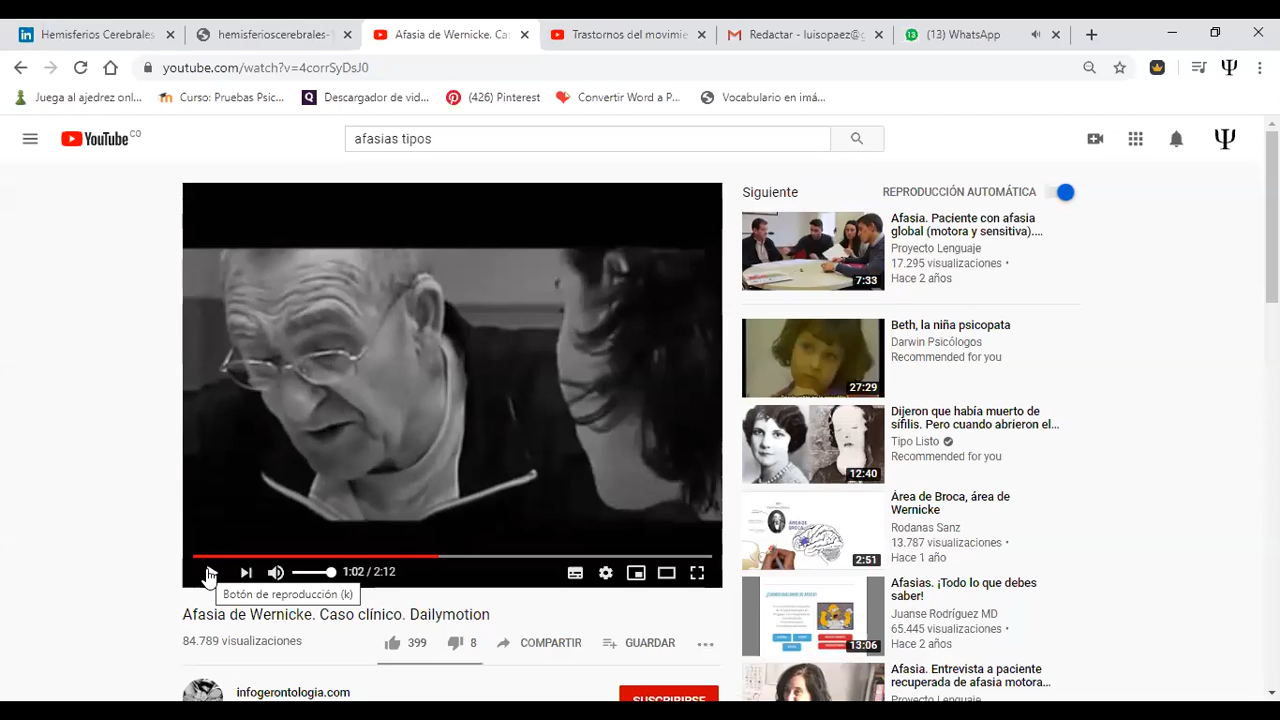 Hemisferios Cerebrales
hemisferioscerebrales-
Afasia de Wernicke. Ca
Trastornos del movimie
Redactar - luisopaez@g
(13) WhatsApp
youtube.com/watch?v=4corrSyDsJ0
Juega al ajedrez onl...
Curso: Pruebas Psic...
Descargador de vid...
(426) Pinterest
Convertir Word a P...
Vocabulario en imá...
YouTube CO
afasias tipos
Siguiente
REPRODUCCIÓN AUTOMÁTICA
Afasia. Paciente con afasia
global (motora y sensitiva)....
Proyecto Lenguaje
17.295 visualizaciones •
Hace 2 años
7:33
Beth, la niña psicopata
Darwin Psicólogos
Recommended for you
27:29
Dijeron que había muerto de
sífilis. Pero cuando abrieron el...
Tipo Listo
Recommended for you
12:40
Área de Broca, área de
Wernicke
Rodanas Sanz
13.787 visualizaciones •
Hace 1 año
2:51
Afasias. ¡Todo lo que debes
saber!
Juanse Rodríguez MD
65.445 visualizaciones •
Hace 4 años
13:06
Afasia. Entrevista a paciente
recuperada de afasia motora...
1:02 / 2:12
Botón de reproducción (k)
Afasia de Wernicke. Caso clínico. Dailymotion
84.789 visualizaciones
399
8
COMPARTIR
GUARDAR
infogerontologia.com
SUSCRIBIRSE